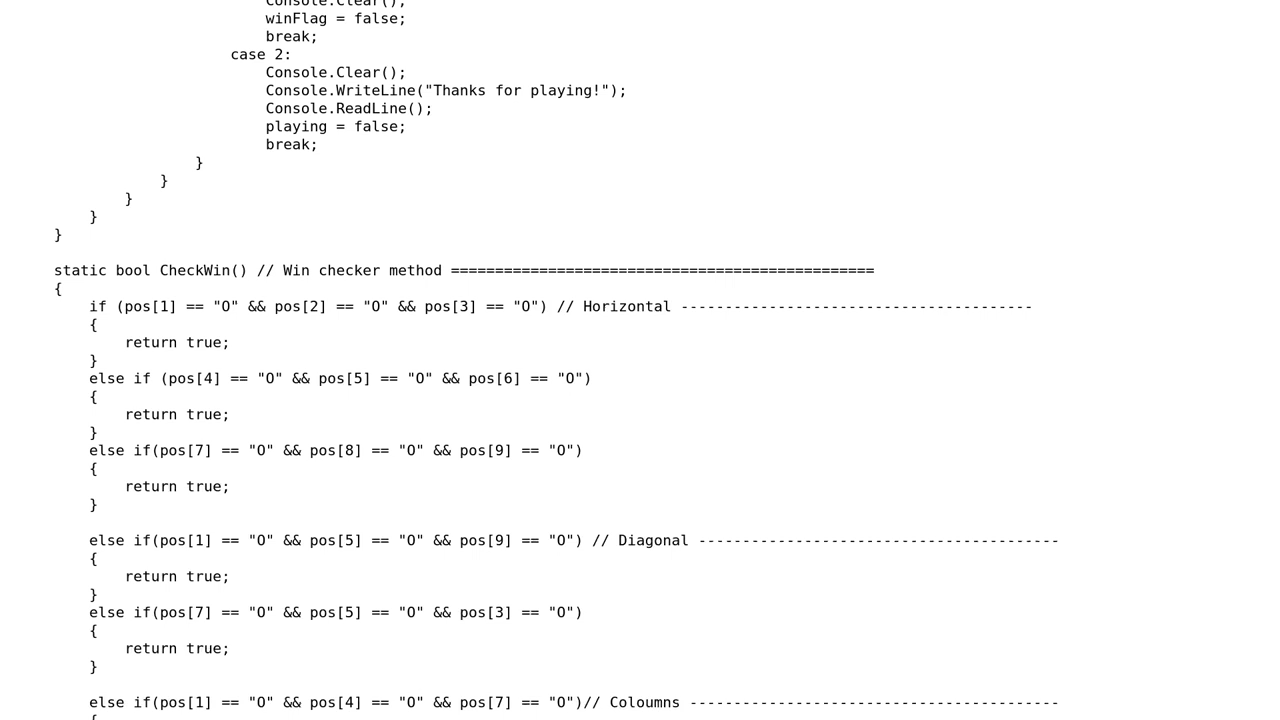 Console.Clear();
winFlag = false;
break;
case 2:
Console.Clear();
Console.WriteLine("Thanks for playing!");
Console.ReadLine();
playing = false;
break;
}
}
}
}
}
static bool CheckWin() // Win checker method ================================================
{
if (pos[1] == "O" && pos[2] == "O" && pos[3] == "O") // Horizontal ----------------------------------------
{
return true;
}
else if (pos[4] == "O" && pos[5] == "O" && pos[6] == "O")
{
return true;
}
else if(pos[7] == "O" && pos[8] == "O" && pos[9] == "O")
{
return true;
}
else if(pos[1] == "O" && pos[5] == "O" && pos[9] == "O") // Diagonal -----------------------------------------
{
return true;
}
else if(pos[7] == "O" && pos[5] == "O" && pos[3] == "O")
{
return true;
}
else if(pos[1] == "O" && pos[4] == "O" && pos[7] == "O")// Coloumns ------------------------------------------
{